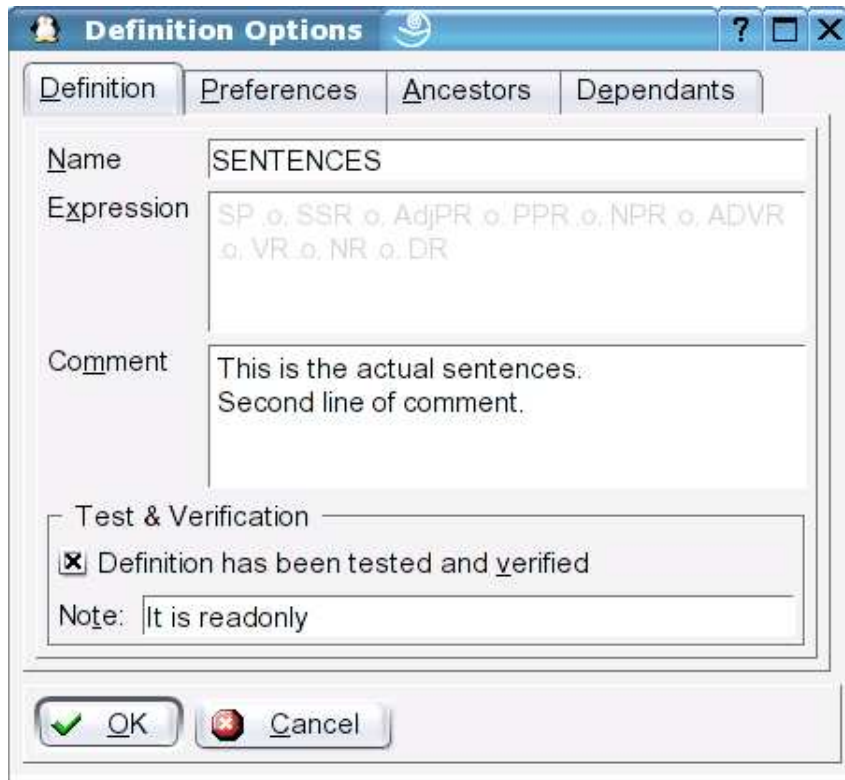 Definition Options ?
Definition Preferences Ancestors Dependants
Name SENTENCES
Expression SP .o. SSR .o. AdjPR .o. PPR .o. NPR .o. ADVR
.o. VR .o. NR .o. DR
Comment This is the actual sentences.
Second line of comment.
Test & Verification
Definition has been tested and verified
Note: It is readonly
OK Cancel